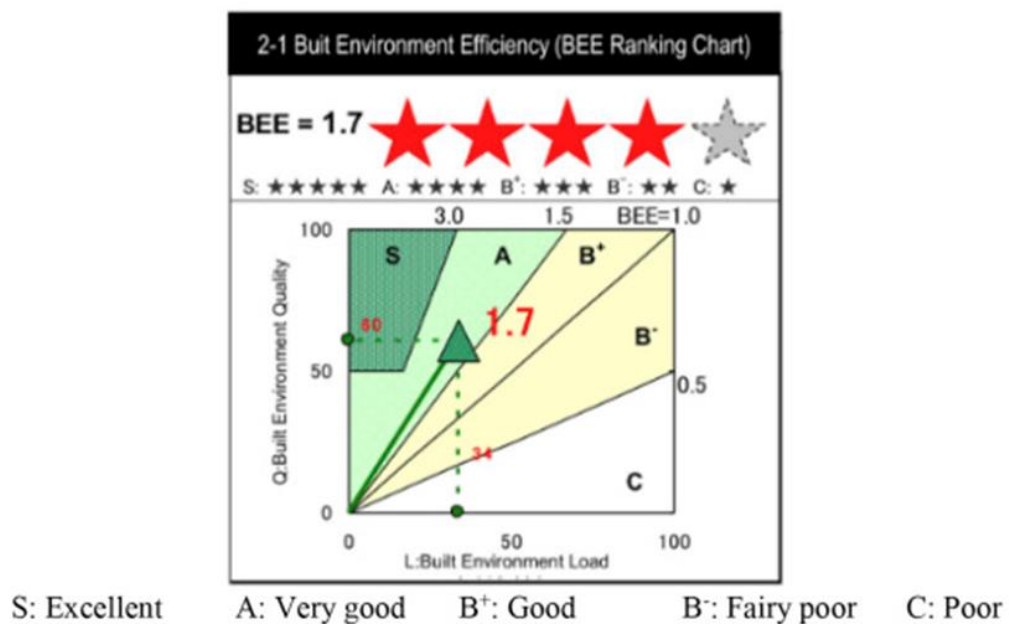 2-1 Buit Environment Efficiency (BEE Ranking Chart)
BEE = 1.7
S: ★★★★★ A: ★★★★ B⁺: ★★★ B⁻: ★★ C: ★
3.0 1.5 BEE=1.0
100
S A B⁺
Q:Built Environment Quality
60
1.7
B⁻
50
0.5
34
C
0
0 50 100
L:Built Environment Load
S: Excellent A: Very good B⁺: Good B⁻: Fairy poor C: Poor